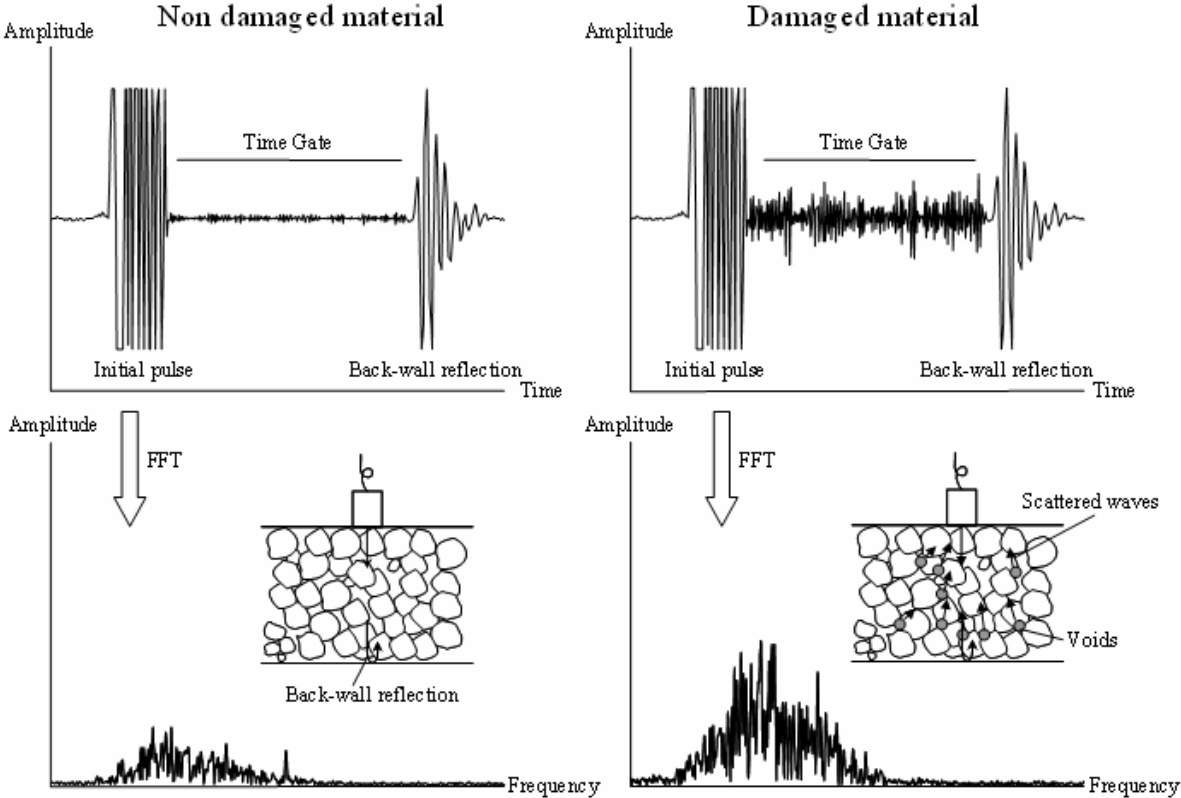 Non damaged material
Damaged material
Amplitude
Amplitude
Time Gate
Time Gate
Initial pulse
Back-wall reflection
Initial pulse
Back-wall reflection
Time
Time
Amplitude
Amplitude
FFT
FFT
Scattered waves
Voids
Back-wall reflection
Frequency
Frequency